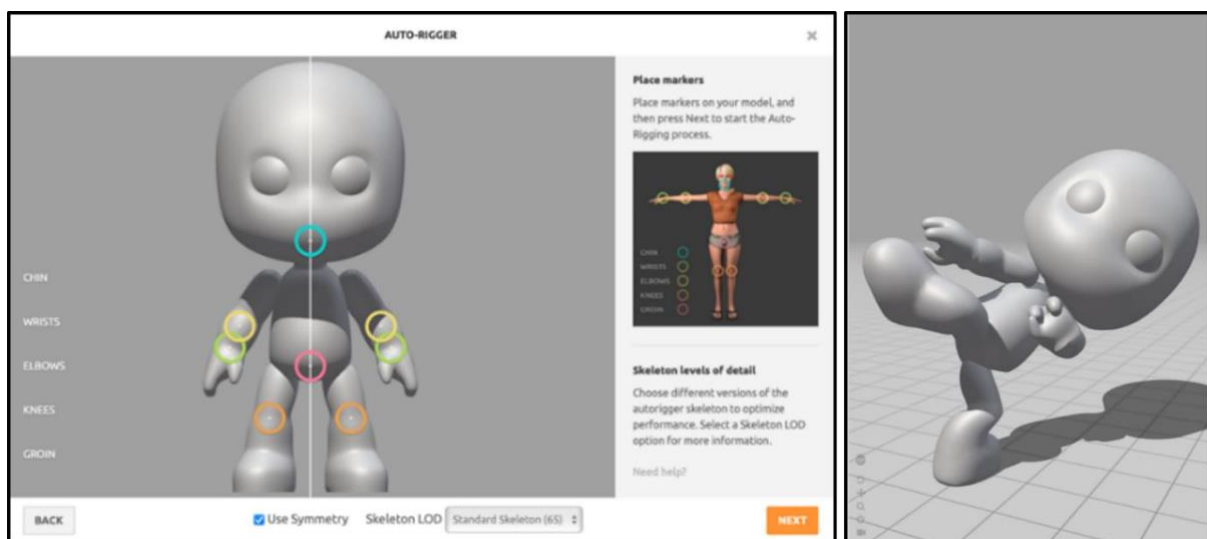 AUTO-RIGGER
CHIN
WRISTS
ELBOWS
KNEES
GROIN
Place markers
Place markers on your model, and
then press Next to start the Auto-
Rigging process.
CHIN
WRISTS
ELBOWS
KNEES
GROIN
Skeleton levels of detail
Choose different versions of the
autorigger skeleton to optimize
performance. Select a Skeleton LOD
option for more information.
Need help?
BACK
Use Symmetry
Skeleton LOD
Standard Skeleton (65)
NEXT